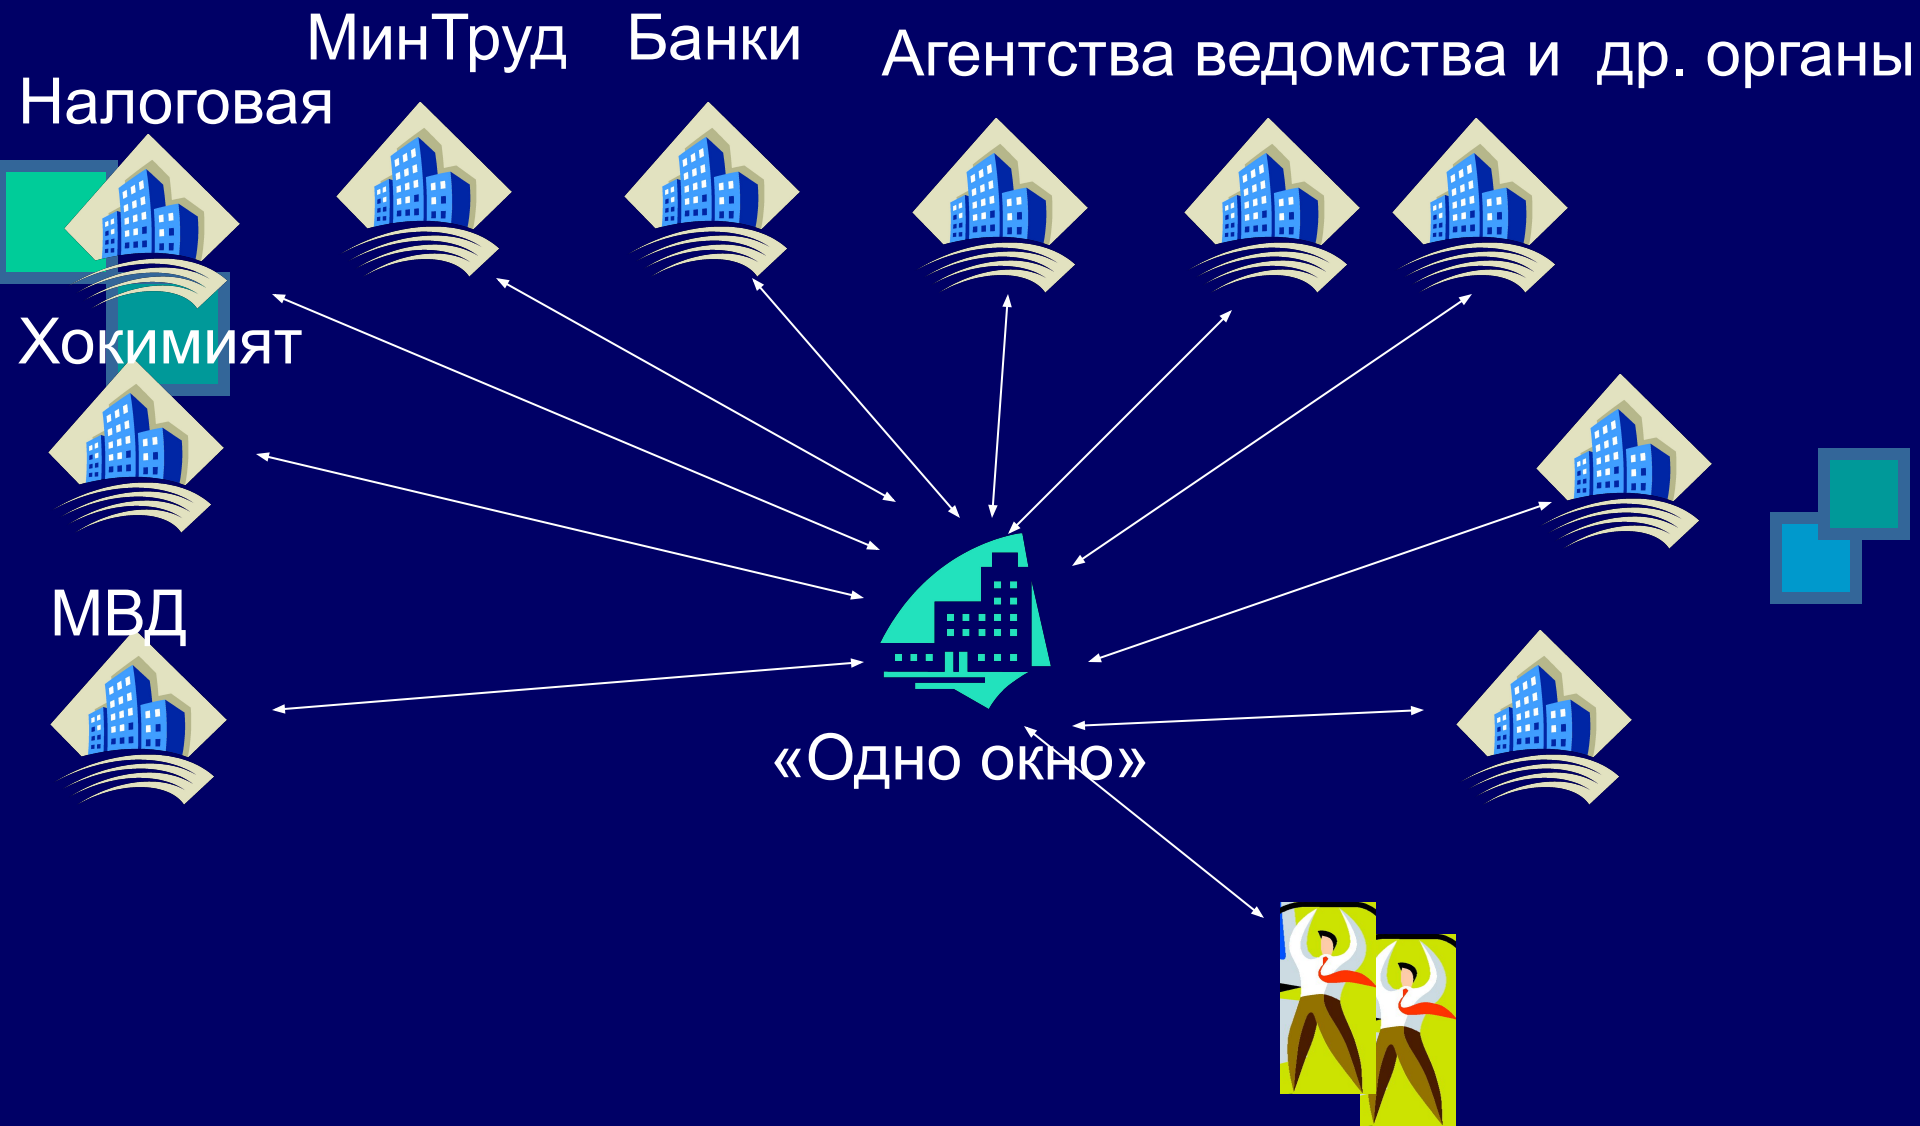 МинТруд
Банки
Агентства ведомства и др. органы
Налоговая
Хокимият
МВД
«Одно окно»